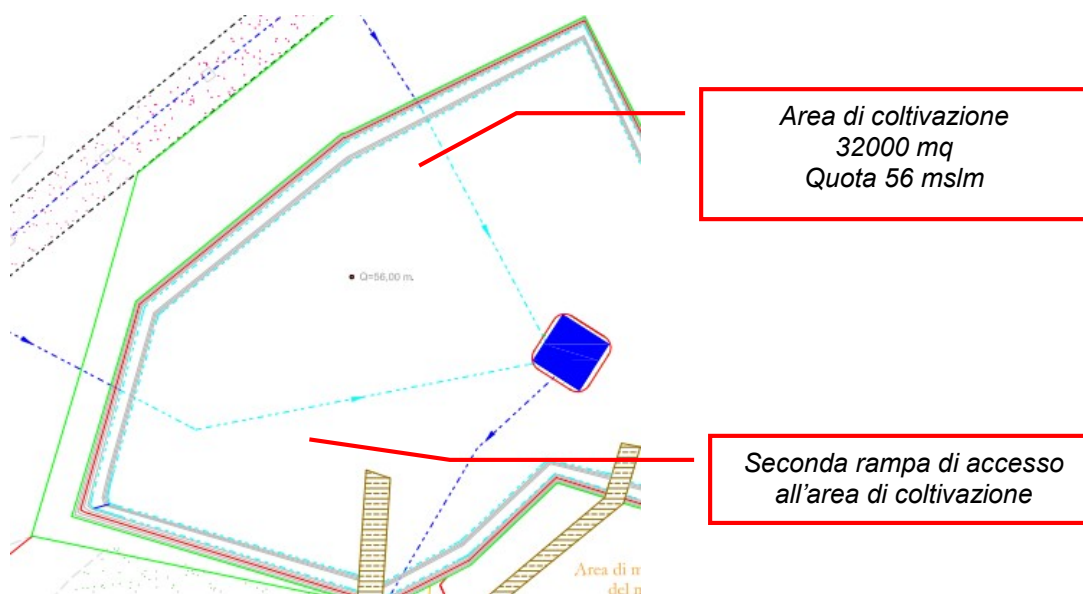 Area di coltivazione
32000 mq
Quota 56 mslm
Q=56,00 m.
Seconda rampa di accesso
all'area di coltivazione
Area di m
del